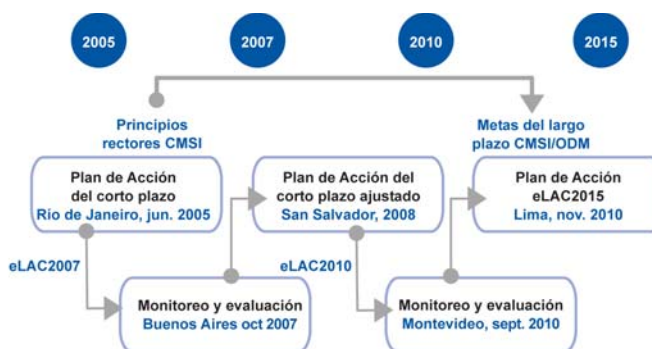 2005
2007
2010
2015
Principios
rectores CMSI
Metas del largo
plazo CMSI/ODM
Plan de Acción
del corto plazo
Río de Janeiro, jun. 2005
Plan de Acción del
corto plazo ajustado
San Salvador, 2008
Plan de Acción
eLAC2015
Lima, nov. 2010
eLAC2007
eLAC2010
Monitoreo y evaluación
Buenos Aires oct 2007
Monitoreo y evaluación
Montevideo, sept. 2010